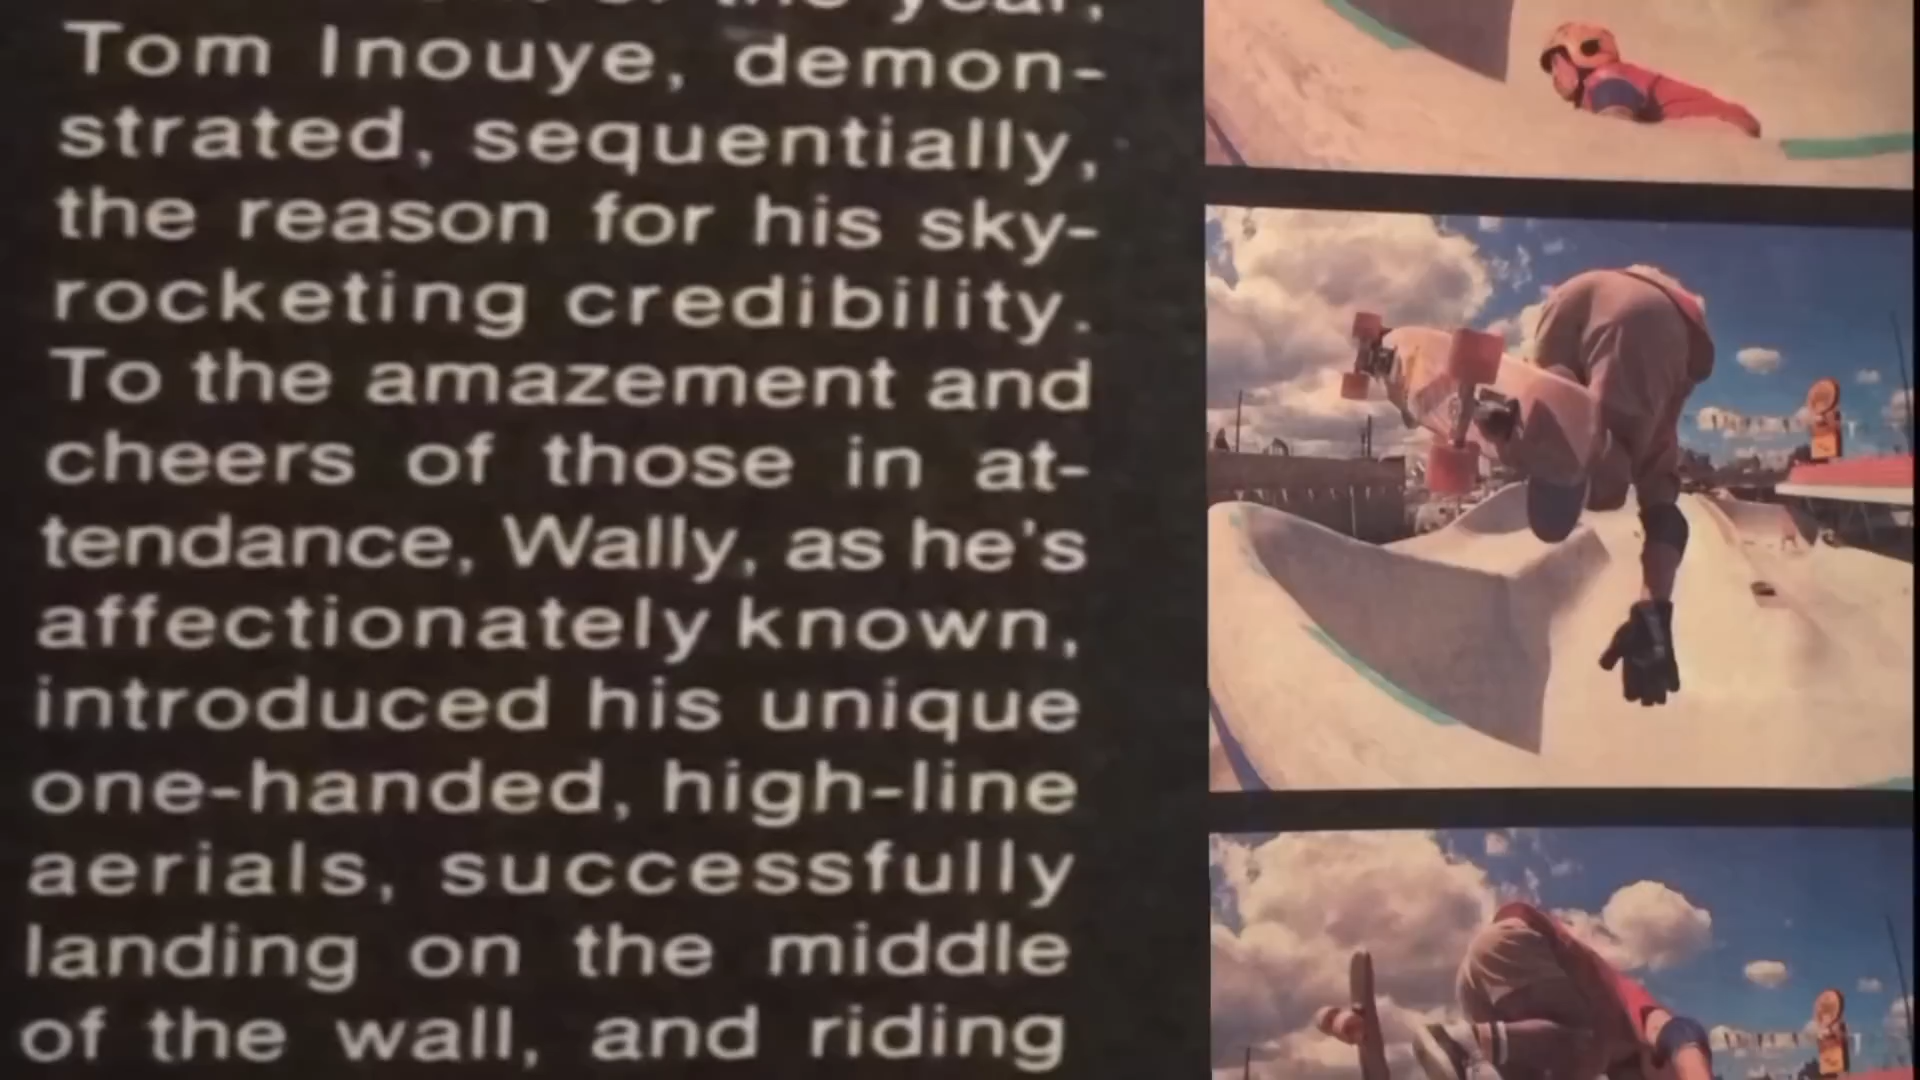 the year,
Tom Inouye, demon-
strated, sequentially,
the reason for his sky-
rocketing credibility.
To the amazement and
cheers of those in at-
tendance, Wally, as he's
affectionately known,
introduced his unique
one-handed, high-line
aerials, successfully
landing on the middle
of the wall, and riding